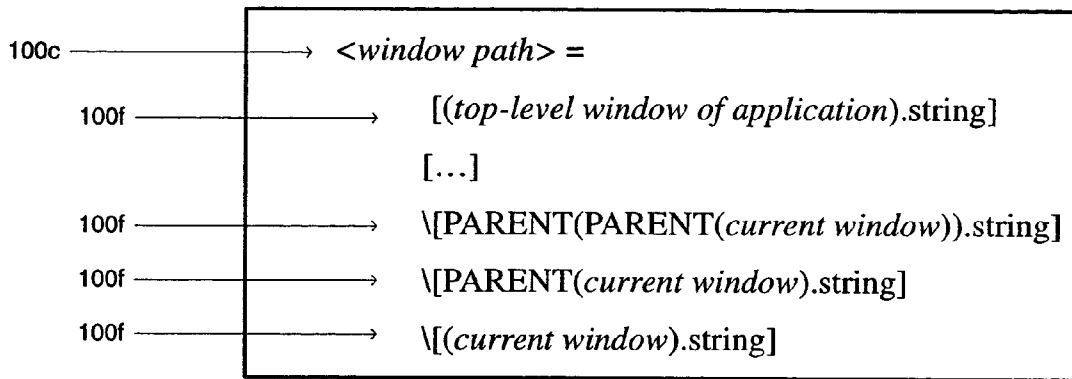 100c <window path> =
100f [(top-level window of application).string]
[…]
100f \[PARENT(PARENT(current window)).string]
100f \[PARENT(current window).string]
100f \[(current window).string]